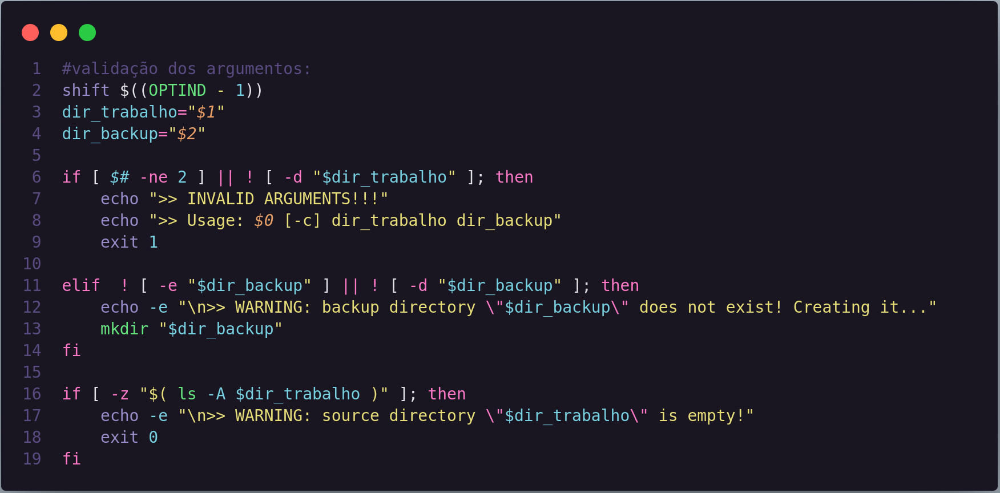 1 #validação dos argumentos:
2 shift $((OPTIND - 1))
3 dir_trabalho="$1"
4 dir_backup="$2"
5
6 if [ $# -ne 2 ] || ! [ -d "$dir_trabalho" ]; then
7     echo ">> INVALID ARGUMENTS!!!"
8     echo ">> Usage: $0 [-c] dir_trabalho dir_backup"
9     exit 1
10
11 elif  ! [ -e "$dir_backup" ] || ! [ -d "$dir_backup" ]; then
12     echo -e "\n>> WARNING: backup directory \"$dir_backup\" does not exist! Creating it..."
13     mkdir "$dir_backup"
14 fi
15
16 if [ -z "$( ls -A $dir_trabalho )" ]; then
17     echo -e "\n>> WARNING: source directory \"$dir_trabalho\" is empty!"
18     exit 0
19 fi